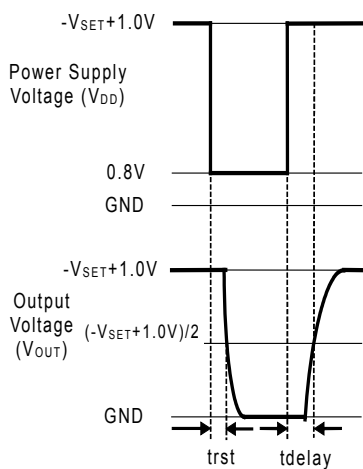 -VSET+1.0V
Power Supply
Voltage (VDD)
0.8V
GND
-VSET+1.0V
Output
Voltage
(VOUT)
(-VSET+1.0V)/2
GND
trst
tdelay